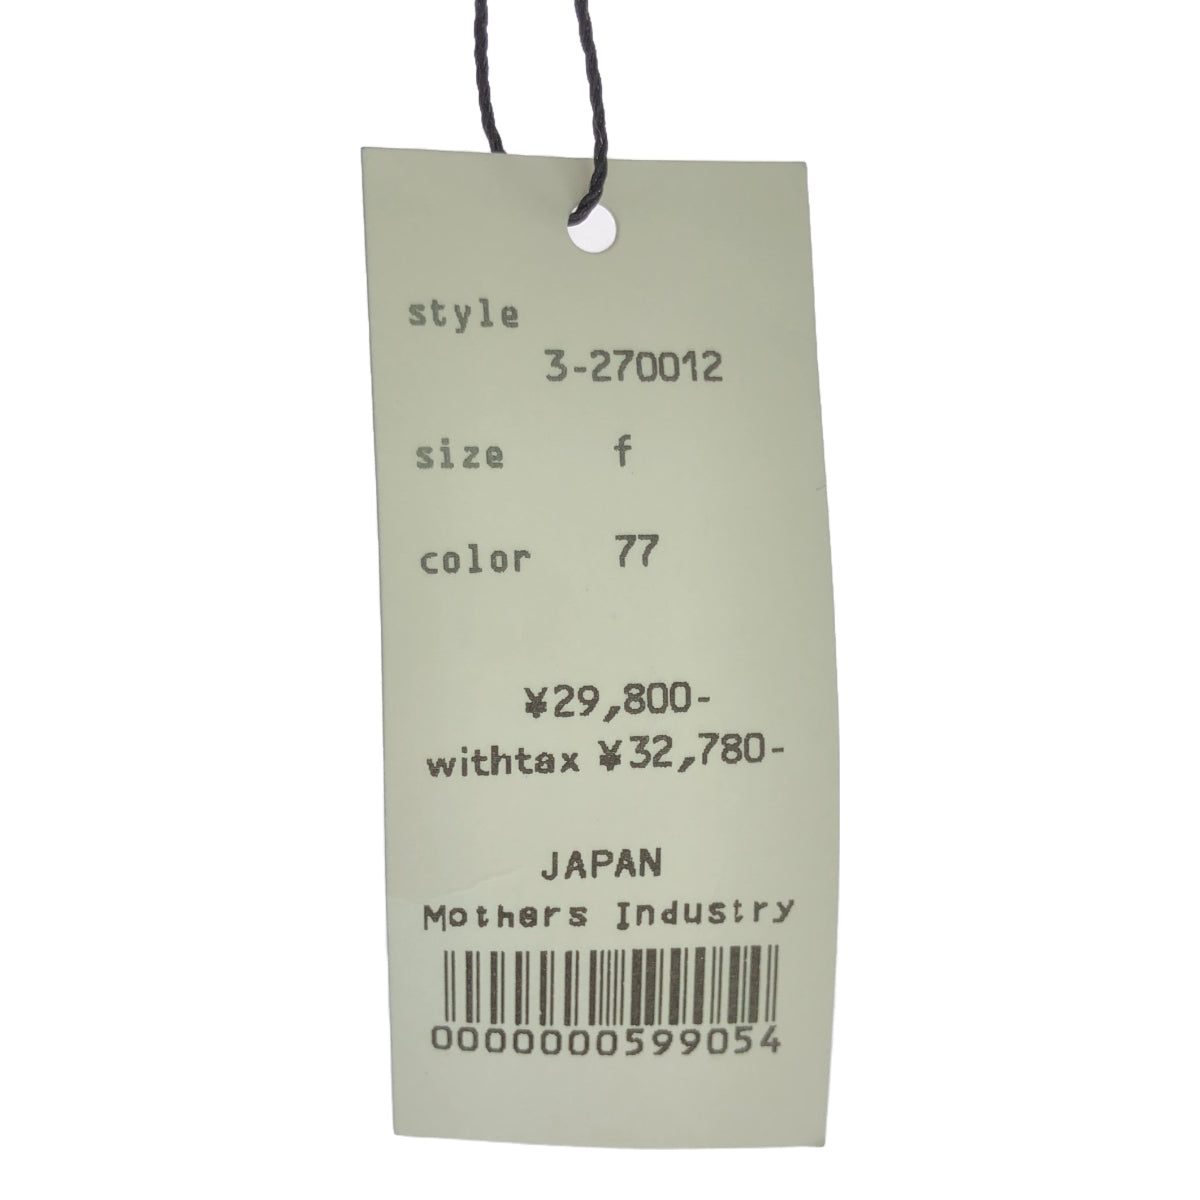 style
3-270012
size f
color 77
¥29,800-
withtax ¥32,780-
JAPAN
Mothers Industry
0000000599054